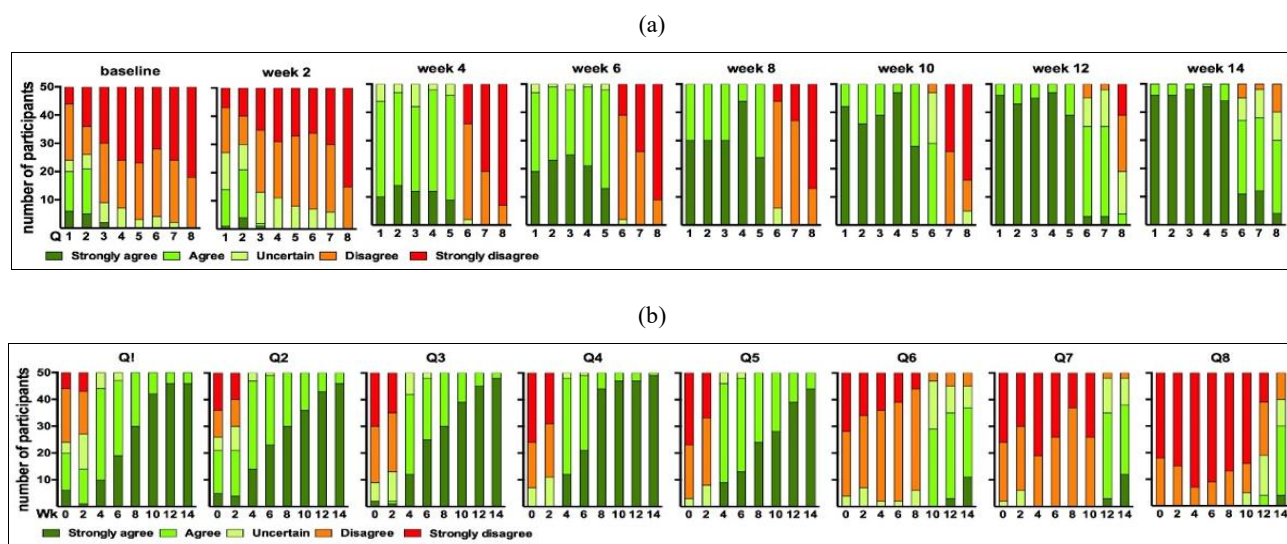 (a)
baseline week 2 week 4 week 6 week 8 week 10 week 12 week 14
number of participants
50
40
30
20
10
Q 1 2 3 4 5 6 7 8 1 2 3 4 5 6 7 8 1 2 3 4 5 6 7 8 1 2 3 4 5 6 7 8 1 2 3 4 5 6 7 8 1 2 3 4 5 6 7 8 1 2 3 4 5 6 7 8 1 2 3 4 5 6 7 8
Strongly agree Agree Uncertain Disagree Strongly disagree
(b)
Q! Q2 Q3 Q4 Q5 Q6 Q7 Q8
number of participants
50
40
30
20
10
Wk 0 2 4 6 8 10 12 14 0 2 4 6 8 10 12 14 0 2 4 6 8 10 12 14 0 2 4 6 8 10 12 14 0 2 4 6 8 10 12 14 0 2 4 6 8 10 12 14 0 2 4 6 8 10 12 14 0 2 4 6 8 10 12 14
Strongly agree Agree Uncertain Disagree Strongly disagree